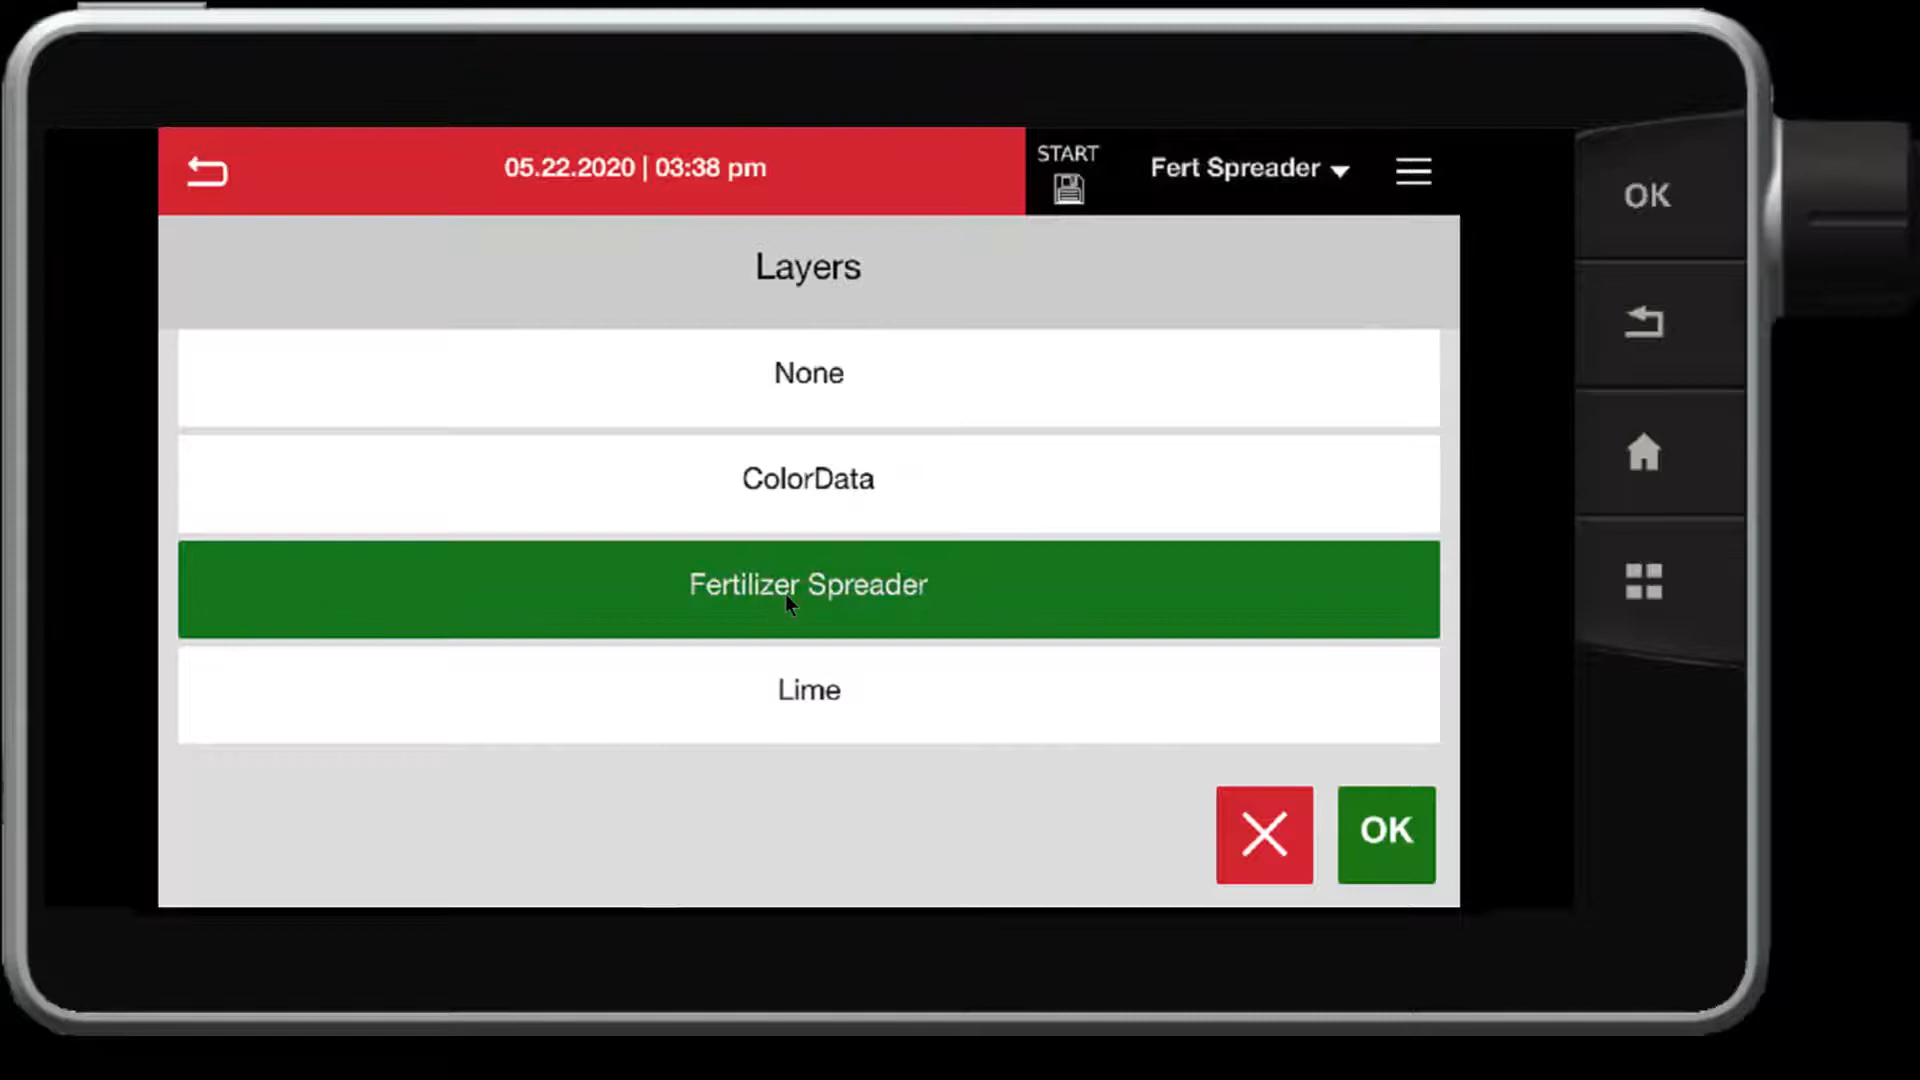 05.22.2020 | 03:38 pm
START
Fert Spreader
OK
Layers
None
ColorData
Fertilizer Spreader
Lime
OK